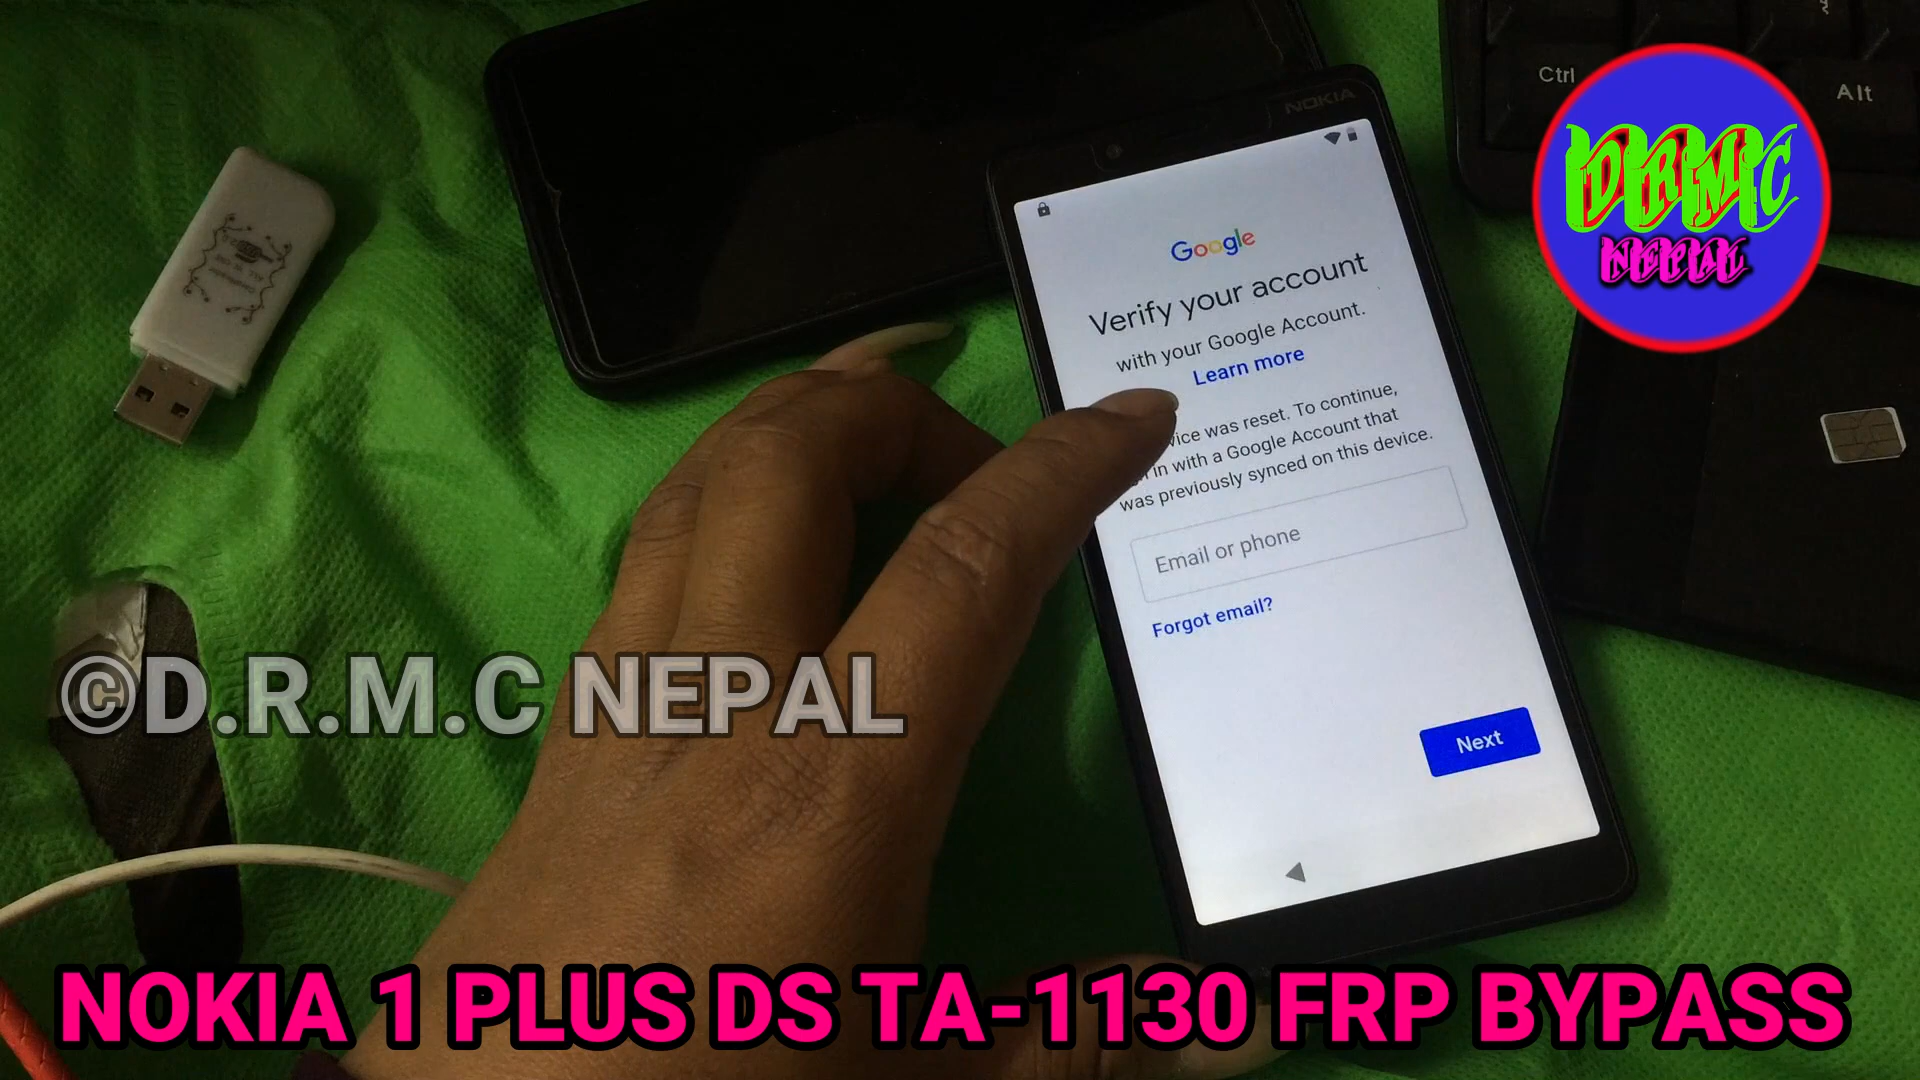 Ctrl
Alt
NOKIA
DRMC
NEPAL
Google
Verify your account
with your Google Account.
Learn more
vice was reset. To continue,
in with a Google Account that
was previously synced on this device.
Email or phone
Forgot email?
Next
©D.R.M.C NEPAL
NOKIA 1 PLUS DS TA-1130 FRP BYPASS